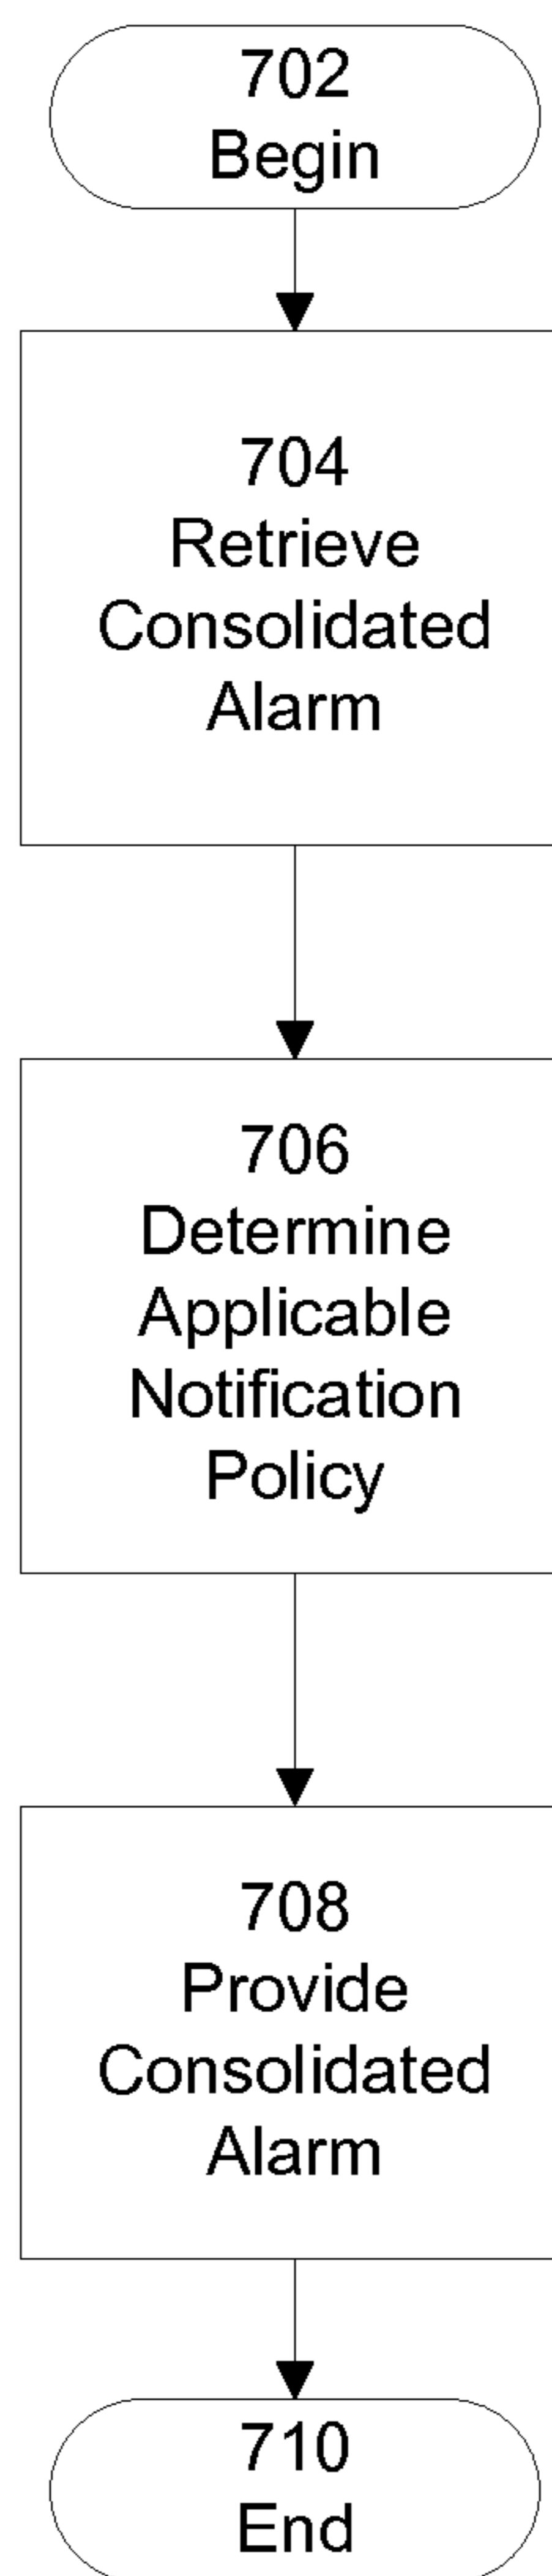 702
Begin
704
Retrieve
Consolidated
Alarm
706
Determine
Applicable
Notification
Policy
708
Provide
Consolidated
Alarm
710
End